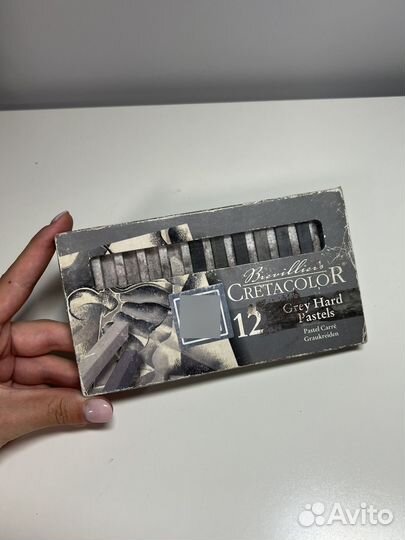 Brevillier's
CRETACOLOR
12
Grey Hard
Pastels
Pastel Carré
Graukreiden
Avito